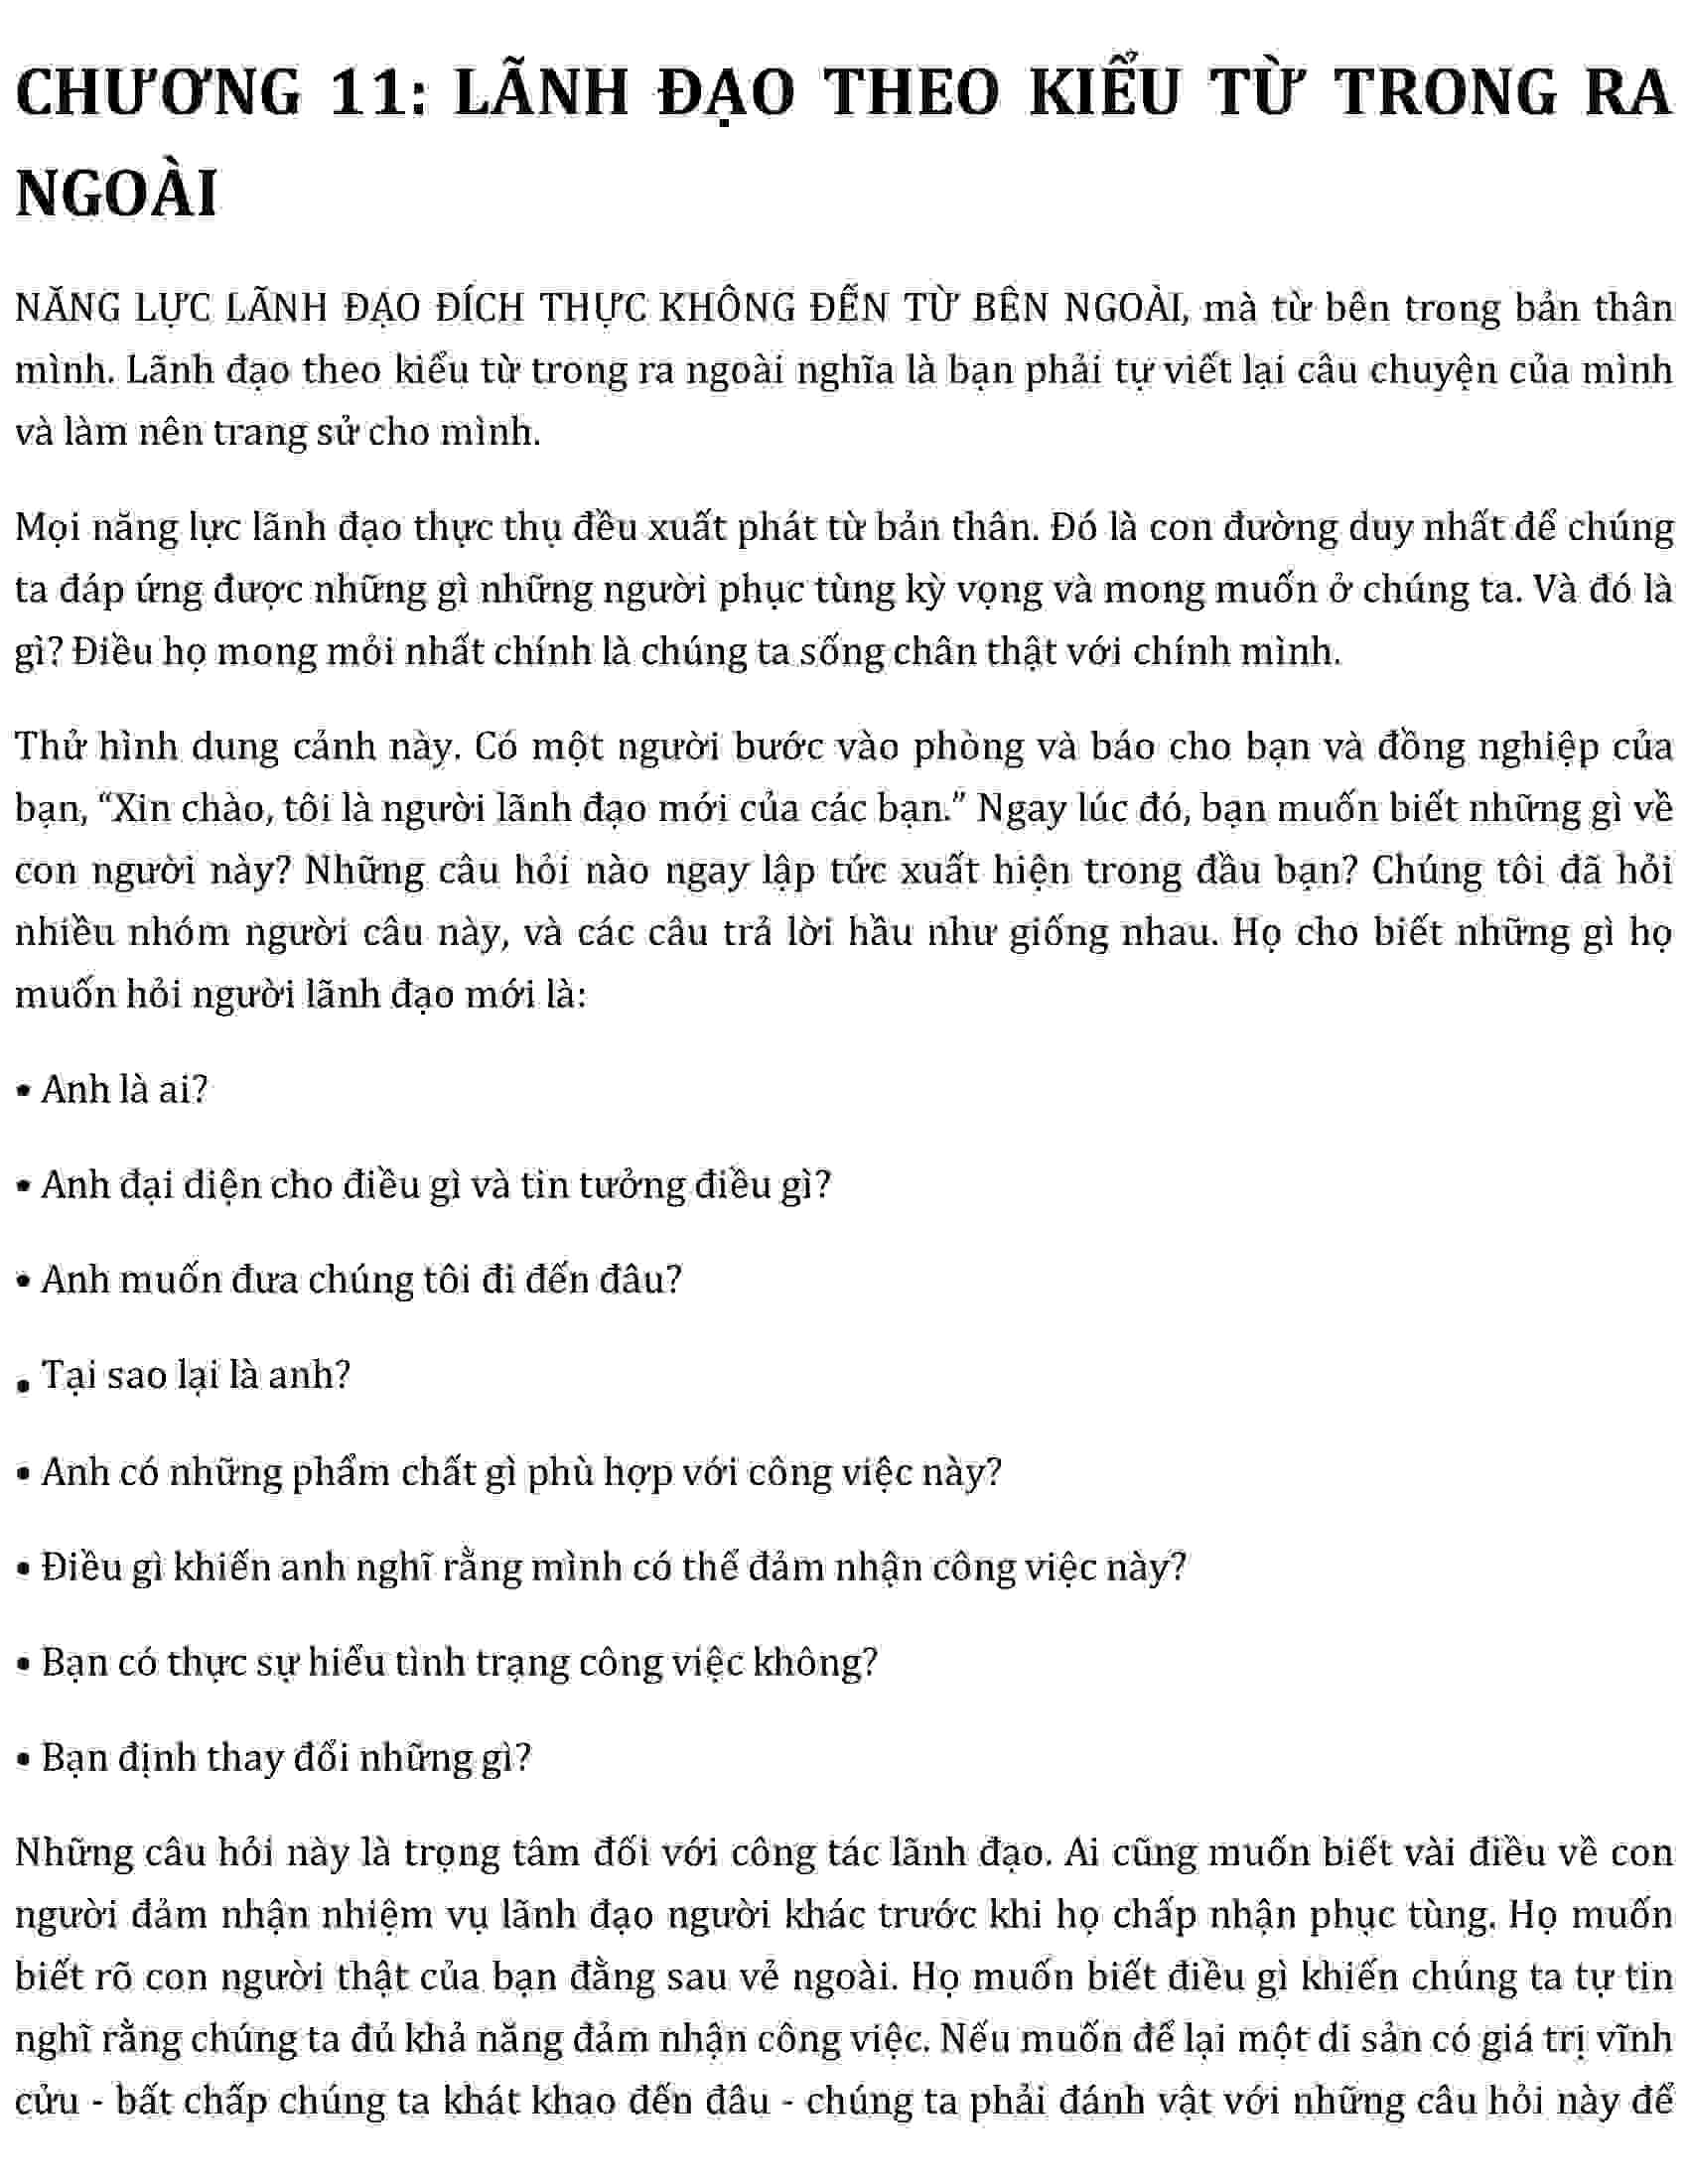 CHƯƠNG 11: LÃNH ĐẠO THEO KIỂU TỪ TRONG RA
NGOÀI
NĂNG LỰC LÃNH ĐẠO ĐÍCH THỰC KHÔNG ĐẾN TỪ BÊN NGOÀI, mà từ bên trong bản thân
mình. Lãnh đạo theo kiểu từ trong ra ngoài nghĩa là bạn phải tự viết lại câu chuyện của mình
và làm nên trang sử cho mình.
Mọi năng lực lãnh đạo thực thụ đều xuất phát từ bản thân. Đó là con đường duy nhất để chúng
ta đáp ứng được những gì những người phục tùng kỳ vọng và mong muốn ở chúng ta. Và đó là
gì? Điều họ mong mỏi nhất chính là chúng ta sống chân thật với chính mình.
Thử hình dung cảnh này. Có một người bước vào phòng và báo cho bạn và đồng nghiệp của
bạn, “Xin chào, tôi là người lãnh đạo mới của các bạn.” Ngay lúc đó, bạn muốn biết những gì về
con người này? Những câu hỏi nào ngay lập tức xuất hiện trong đầu bạn? Chúng tôi đã hỏi
nhiều nhóm người câu này, và các câu trả lời hầu như giống nhau. Họ cho biết những gì họ
muốn hỏi người lãnh đạo mới là:
• Anh là ai?
• Anh đại diện cho điều gì và tin tưởng điều gì?
• Anh muốn đưa chúng tôi đi đến đâu?
• Tại sao lại là anh?
• Anh có những phẩm chất gì phù hợp với công việc này?
• Điều gì khiến anh nghĩ rằng mình có thể đảm nhận công việc này?
• Bạn có thực sự hiểu tình trạng công việc không?
• Bạn định thay đổi những gì?
Những câu hỏi này là trọng tâm đối với công tác lãnh đạo. Ai cũng muốn biết vài điều về con
người đảm nhận nhiệm vụ lãnh đạo người khác trước khi họ chấp nhận phục tùng. Họ muốn
biết rõ con người thật của bạn đằng sau vẻ ngoài. Họ muốn biết điều gì khiến chúng ta tự tin
nghĩ rằng chúng ta đủ khả năng đảm nhận công việc. Nếu muốn để lại một di sản có giá trị vĩnh
cửu - bất chấp chúng ta khát khao đến đâu - chúng ta phải đánh vật với những câu hỏi này để